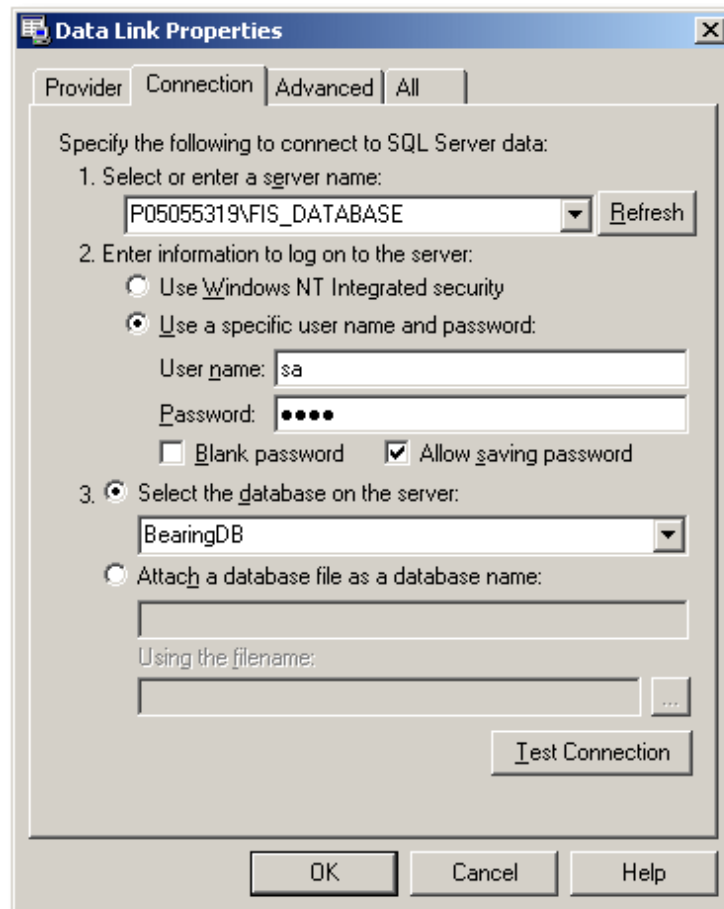 Data Link Properties
Provider Connection Advanced All
Specify the following to connect to SQL Server data:
1. Select or enter a server name:
P05055319\FIS_DATABASE Refresh
2. Enter information to log on to the server:
Use Windows NT Integrated security
Use a specific user name and password:
User name: sa
Password: ●●●●
Blank password Allow saving password
3. Select the database on the server:
BearingDB
Attach a database file as a database name:
Using the filename:
...
Test Connection
OK Cancel Help